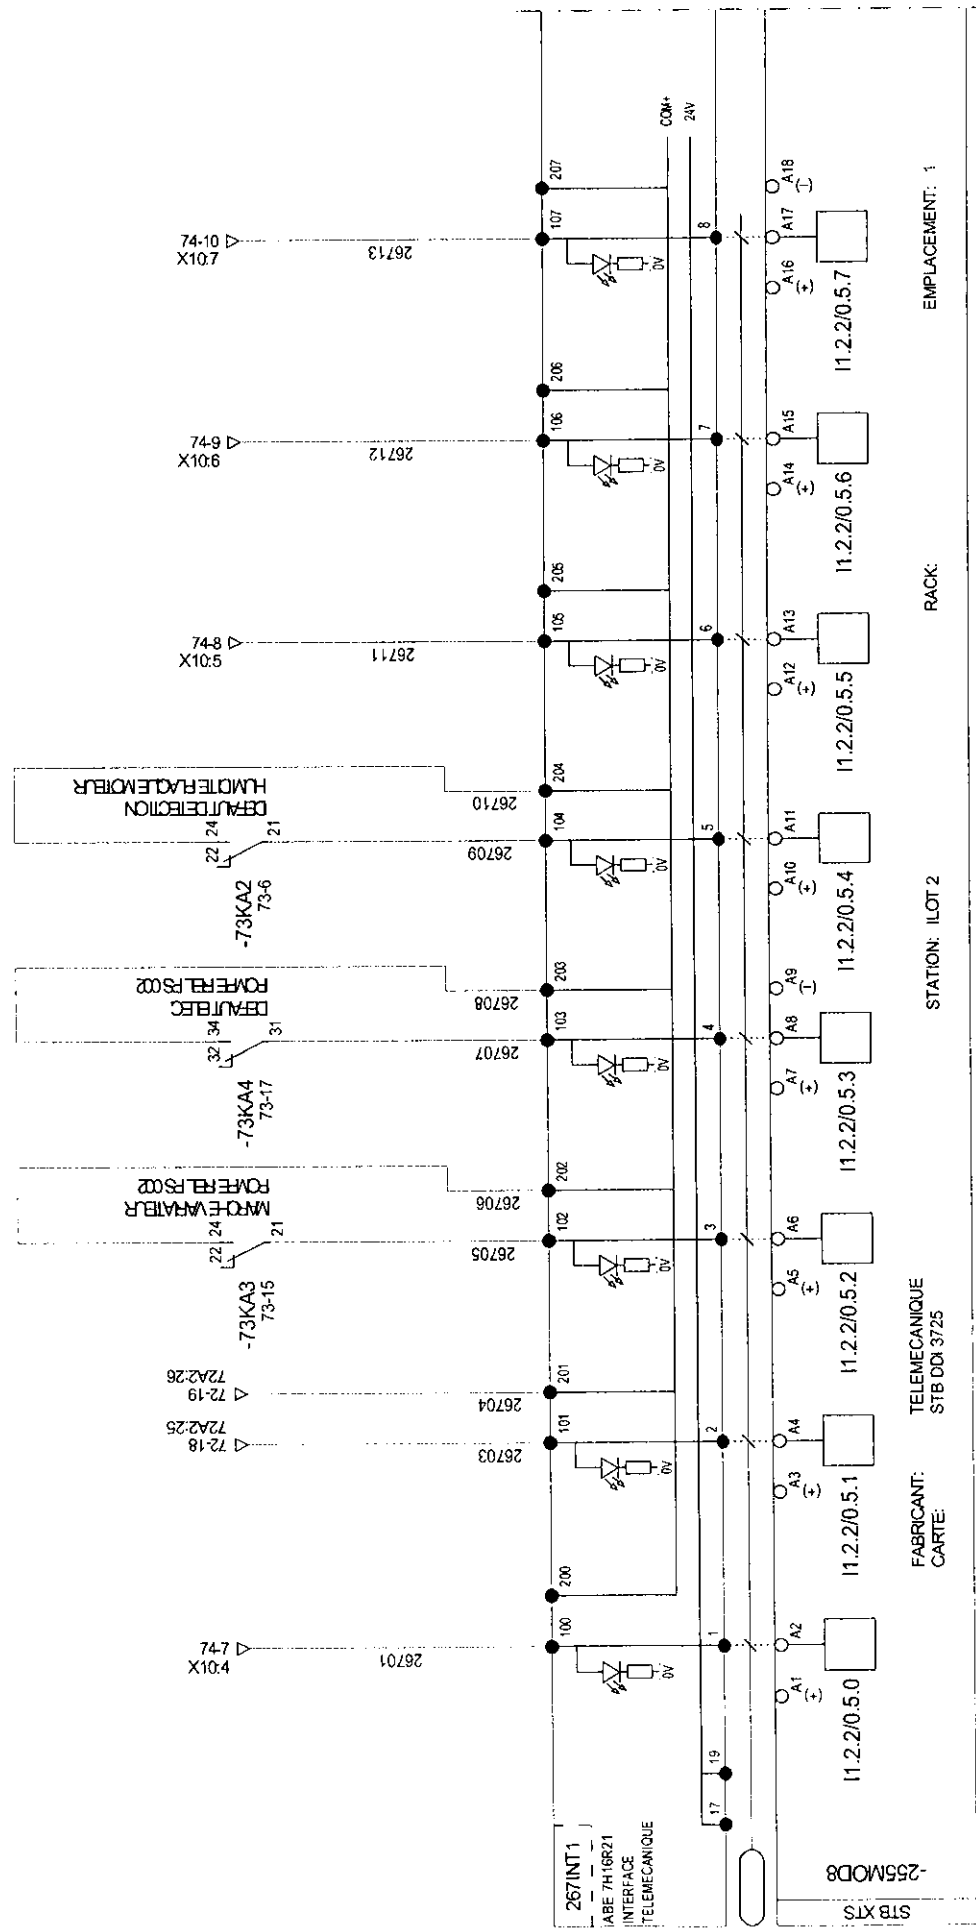 74-7
X10:4
26701
72-18
72A2:25
26703
72-19
72A2:26
26704
-73KA3
73-15
22 24
21
MARCHE VARIATEUR
POMPE REL PS002
26705
26706
-73KA4
73-17
32 34
31
DEFAUT ELEC
POMPE REL PS002
26707
26708
-73KA2
73-6
22 24
21
DEFAUT DETECTION
HUMIDITE FLAQUE MOTEUR
26709
26710
74-8
X10:5
26711
74-9
X10:6
26712
74-10
X10:7
26713
267INT1
ABE 7H16R21
INTERFACE
TELEMECANIQUE
100 200 101 201 102 202 103 203 104 204 105 205 106 206 107 207
0V 0V 0V 0V 0V 0V 0V 0V
COM+
24V
17 19 1 2 3 4 5 6 7 8
STB XTS
-255MOD8
A1 (+) A2 A3 (+) A4 A5 (+) A6 A7 (+) A8 A9 (-) A10 (+) A11 A12 (+) A13 A14 (+) A15 A16 (+) A17 A18 (-)
I1.2.2/0.5.0 I1.2.2/0.5.1 I1.2.2/0.5.2 I1.2.2/0.5.3 I1.2.2/0.5.4 I1.2.2/0.5.5 I1.2.2/0.5.6 I1.2.2/0.5.7
FABRICANT: TELEMECANIQUE STATION: ILOT 2 RACK: EMPLACEMENT: 1
CARTE: STB DDI 3725